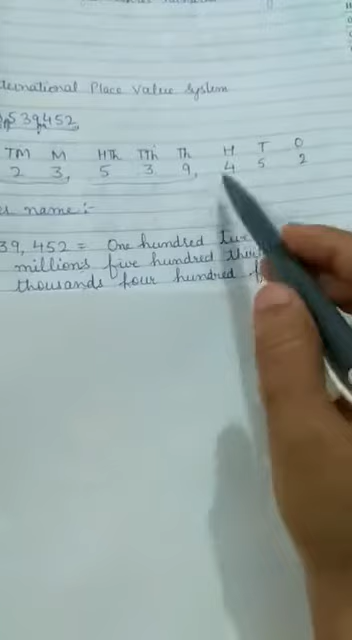 Place Value System
539452
TM M HTh TTh Th H T O
2 3, 5 3 9, 4 5 2
name:-
39, 452 = One hundred
millions five hundred
thousands four hundred